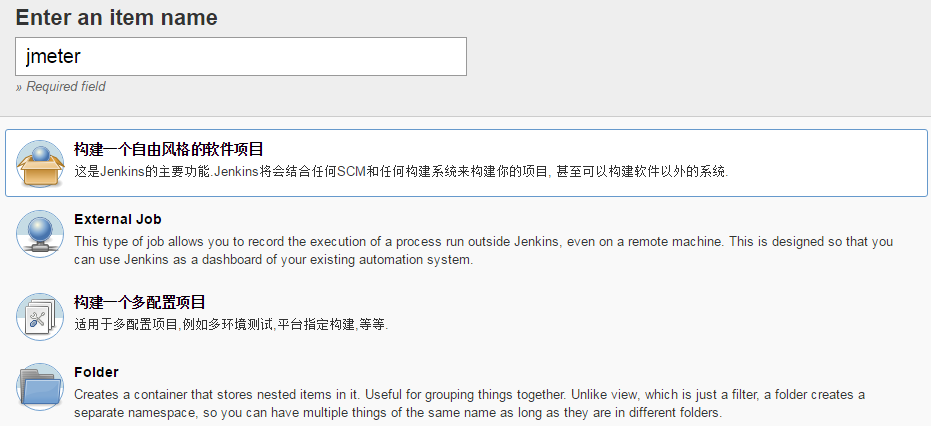 Enter an item name
jmeter
» Required field
构建一个自由风格的软件项目
这是Jenkins的主要功能.Jenkins将会结合任何SCM和任何构建系统来构建你的项目, 甚至可以构建软件以外的系统.
External Job
This type of job allows you to record the execution of a process run outside Jenkins, even on a remote machine. This is designed so that you
can use Jenkins as a dashboard of your existing automation system.
构建一个多配置项目
适用于多配置项目,例如多环境测试,平台指定构建,等等.
Folder
Creates a container that stores nested items in it. Useful for grouping things together. Unlike view, which is just a filter, a folder creates a
separate namespace, so you can have multiple things of the same name as long as they are in different folders.